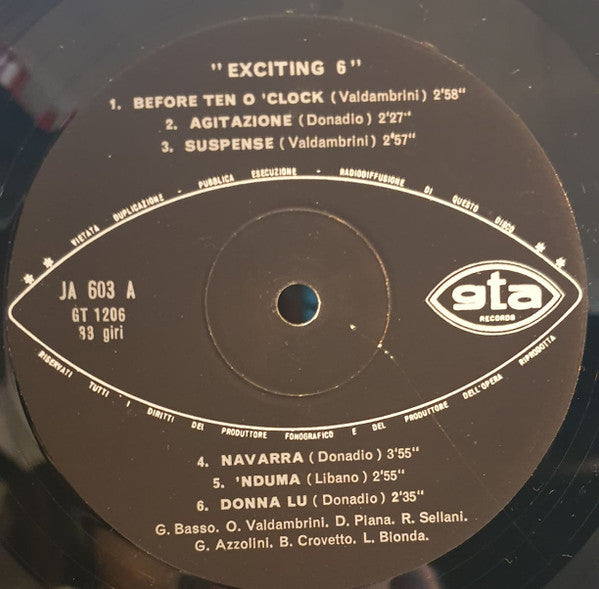 "EXCITING 6"
1. BEFORE TEN O 'CLOCK (Valdambrini) 2'58"
2. AGITAZIONE (Donadio) 2'27"
3. SUSPENSE (Valdambrini) 2'57"
** VIETATA DUPLICAZIONE - PUBBLICA ESECUZIONE - RADIODIFFUSIONE DI QUESTO DISCO **
JA 603 A
GT 1206
33 giri
gta
RECORDS
RISERVATI TUTTI I DIRITTI DEL PRODUTTORE FONOGRAFICO E DEL PRODUTTORE DELL'OPERA RIPRODOTTA
4. NAVARRA (Donadio) 3'55"
5. 'NDUMA (Libano) 2'55"
6. DONNA LU (Donadio) 2'35"
G. Basso. O. Valdambrini. D. Piana. R. Sellani.
G. Azzolini. B. Crovetto. L. Bionda.